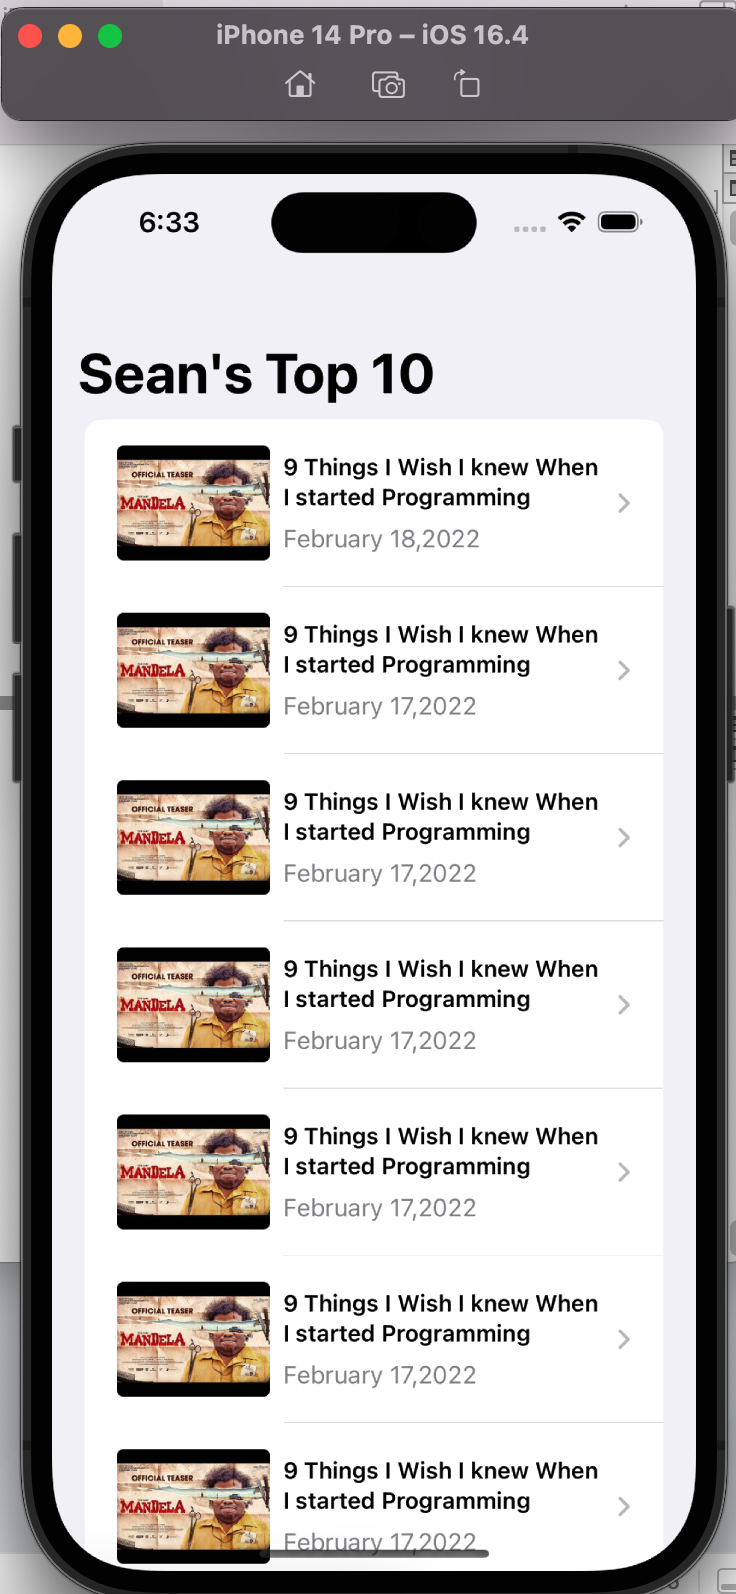 iPhone 14 Pro – iOS 16.4
6:33
Sean's Top 10
OFFICIAL TEASER
MANDELA
9 Things I Wish I knew When
I started Programming
February 18,2022
OFFICIAL TEASER
MANDELA
9 Things I Wish I knew When
I started Programming
February 17,2022
OFFICIAL TEASER
MANDELA
9 Things I Wish I knew When
I started Programming
February 17,2022
OFFICIAL TEASER
MANDELA
9 Things I Wish I knew When
I started Programming
February 17,2022
OFFICIAL TEASER
MANDELA
9 Things I Wish I knew When
I started Programming
February 17,2022
OFFICIAL TEASER
MANDELA
9 Things I Wish I knew When
I started Programming
February 17,2022
OFFICIAL TEASER
MANDELA
9 Things I Wish I knew When
I started Programming
February 17,2022